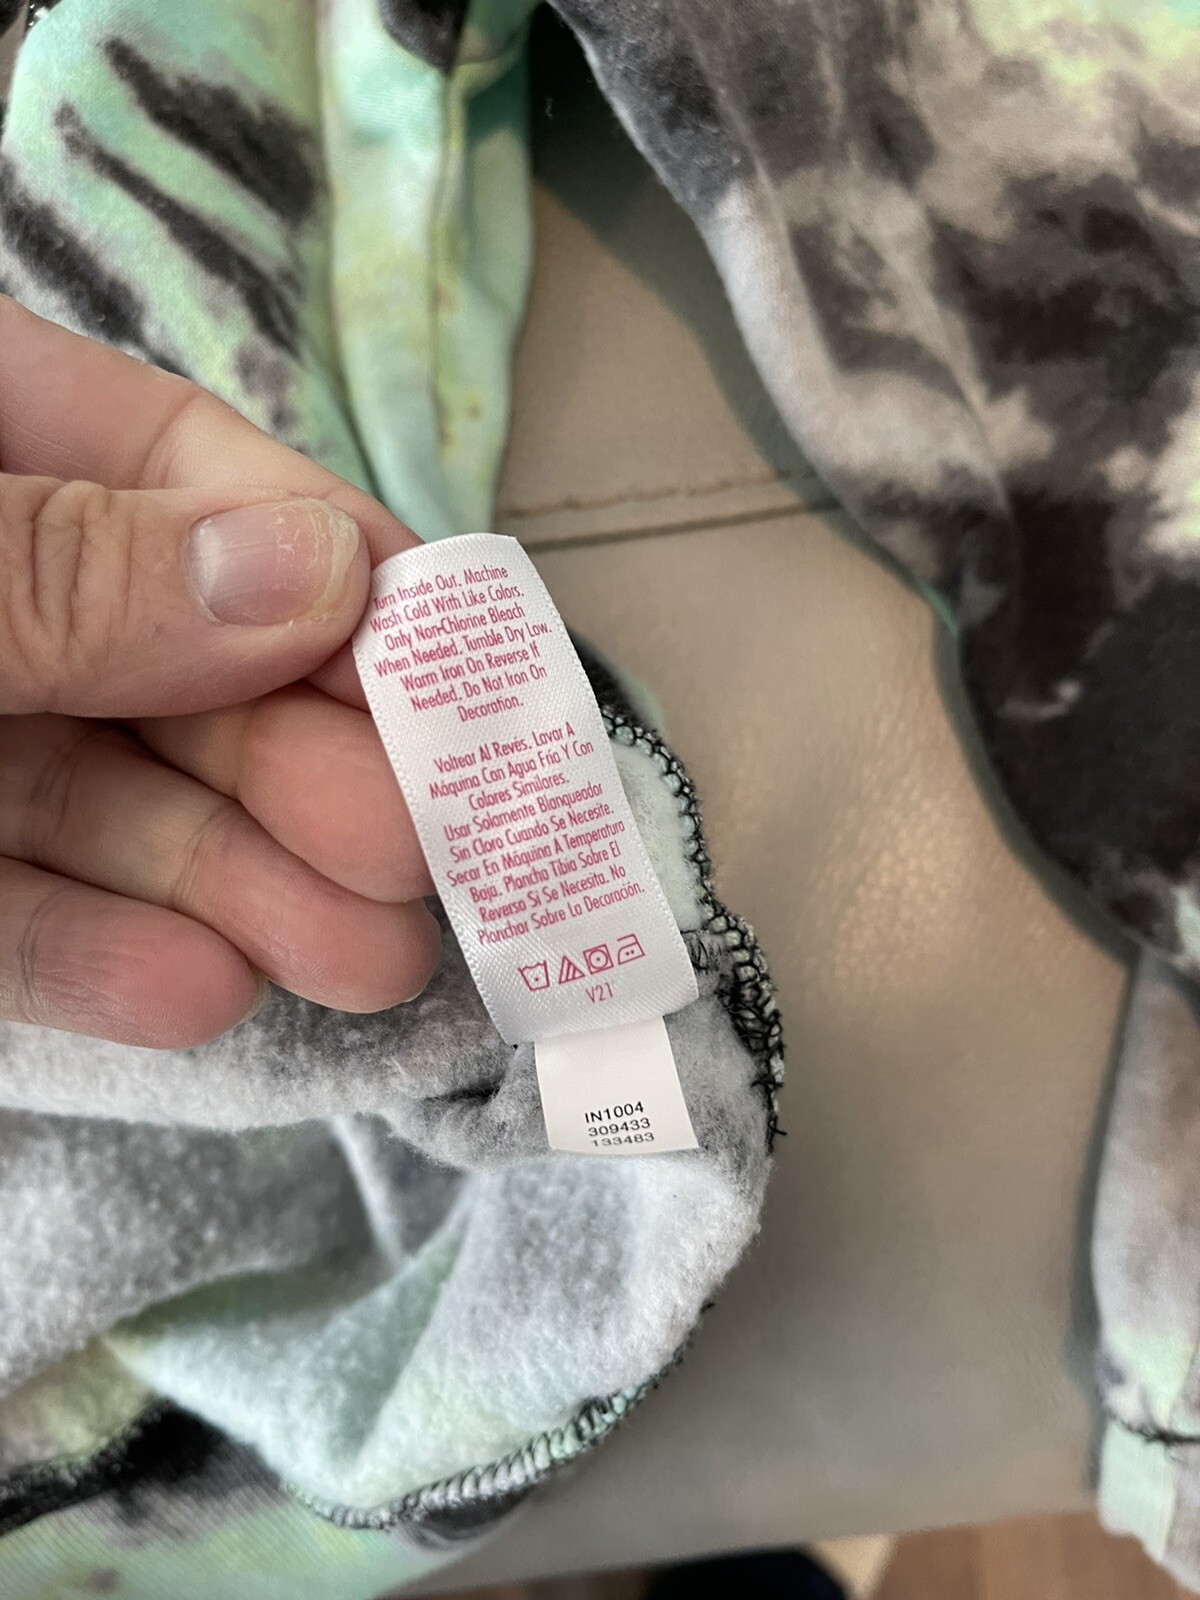 Turn Inside Out. Machine
Wash Cold With Like Colors.
Only Non-Chlorine Bleach
When Needed. Tumble Dry Low.
Warm Iron On Reverse If
Needed. Do Not Iron On
Decoration.
Voltear Al Revés. Lavar A
Máquina Con Agua Fría Y Con
Colores Similares.
Usar Solamente Blanqueador
Sin Cloro Cuando Se Necesite.
Secar En Máquina A Temperatura
Baja. Plancha Tibia Sobre El
Reverso Si Se Necesita. No
Planchar Sobre La Decoración.
V21
IN1004
309433
133483